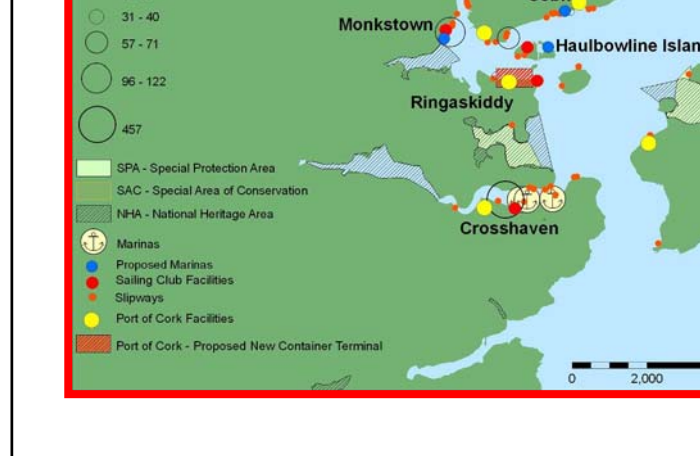 31 - 40
Monkstown
57 - 71
Haulbowline Islan
96 - 122
Ringaskiddy
457
SPA - Special Protection Area
SAC - Special Area of Conservation
NHA - National Heritage Area
Crosshaven
Marinas
Proposed Marinas
Sailing Club Facilities
Slipways
Port of Cork Facilities
Port of Cork - Proposed New Container Terminal
0 2,000